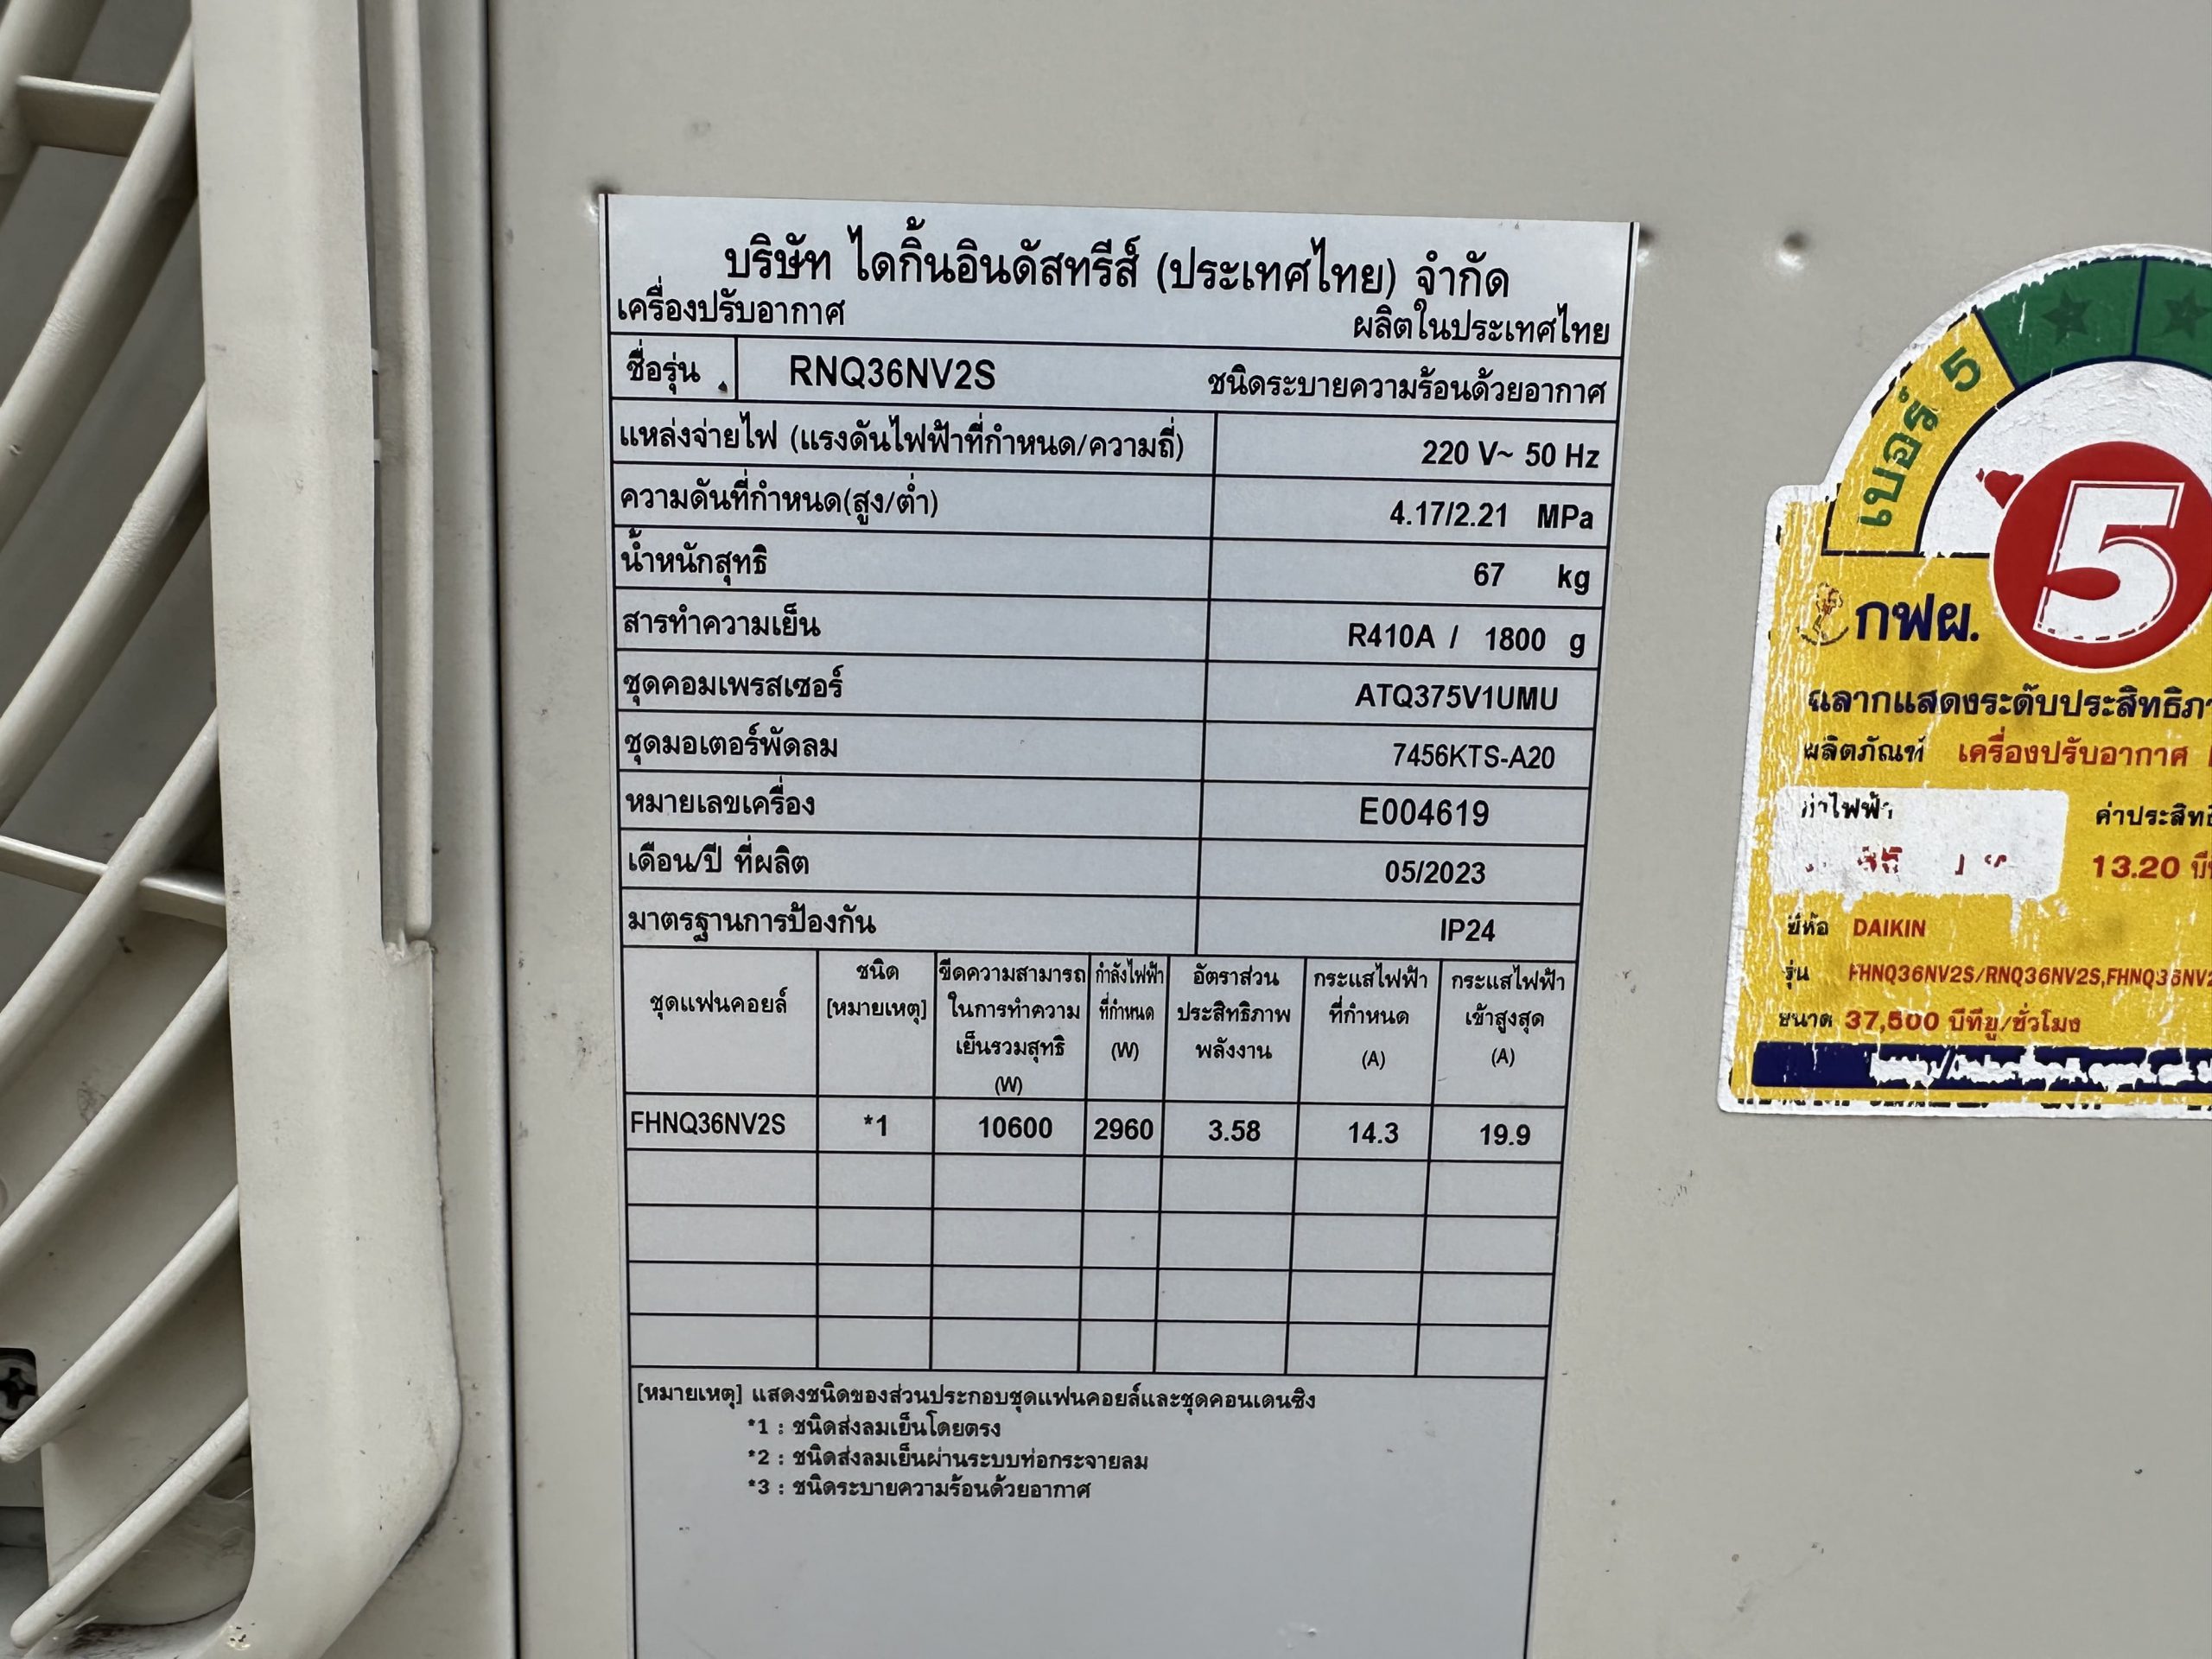 บริษัท ไดกิ้นอินดัสทรีส์ (ประเทศไทย) จำกัด
เครื่องปรับอากาศ ผลิตในประเทศไทย
ชื่อรุ่น RNQ36NV2S ชนิดระบายความร้อนด้วยอากาศ
แหล่งจ่ายไฟ (แรงดันไฟฟ้าที่กำหนด/ความถี่) 220 V~ 50 Hz
ความดันที่กำหนด(สูง/ต่ำ) 4.17/2.21 MPa
น้ำหนักสุทธิ 67 kg
สารทำความเย็น R410A / 1800 g
ชุดคอมเพรสเซอร์ ATQ375V1UMU
ชุดมอเตอร์พัดลม 7456KTS-A20
หมายเลขเครื่อง E004619
เดือน/ปี ที่ผลิต 05/2023
มาตรฐานการป้องกัน IP24
ชุดแฟนคอยล์
ชนิด
[หมายเหตุ]
ขีดความสามารถ
ในการทำความ
เย็นรวมสุทธิ
(W)
กำลังไฟฟ้า
ที่กำหนด
(W)
อัตราส่วน
ประสิทธิภาพ
พลังงาน
กระแสไฟฟ้า
ที่กำหนด
(A)
กระแสไฟฟ้า
เข้าสูงสุด
(A)
FHNQ36NV2S *1 10600 2960 3.58 14.3 19.9
[หมายเหตุ] แสดงชนิดของส่วนประกอบชุดแฟนคอยล์และชุดคอนเดนซิง
*1 : ชนิดส่งลมเย็นโดยตรง
*2 : ชนิดส่งลมเย็นผ่านระบบท่อกระจายลม
*3 : ชนิดระบายความร้อนด้วยอากาศ
เบอร์ 5
5
กฟผ.
ฉลากแสดงระดับประสิทธิภา
ผลิตภัณฑ์ เครื่องปรับอากาศ
ค่าไฟฟ้า ค่าประสิทธิ
13.20
ยี่ห้อ DAIKIN
รุ่น FHNQ36NV2S/RNQ36NV2S,FHNQ36NV2
ขนาด 37,500 บีทียู/ชั่วโมง